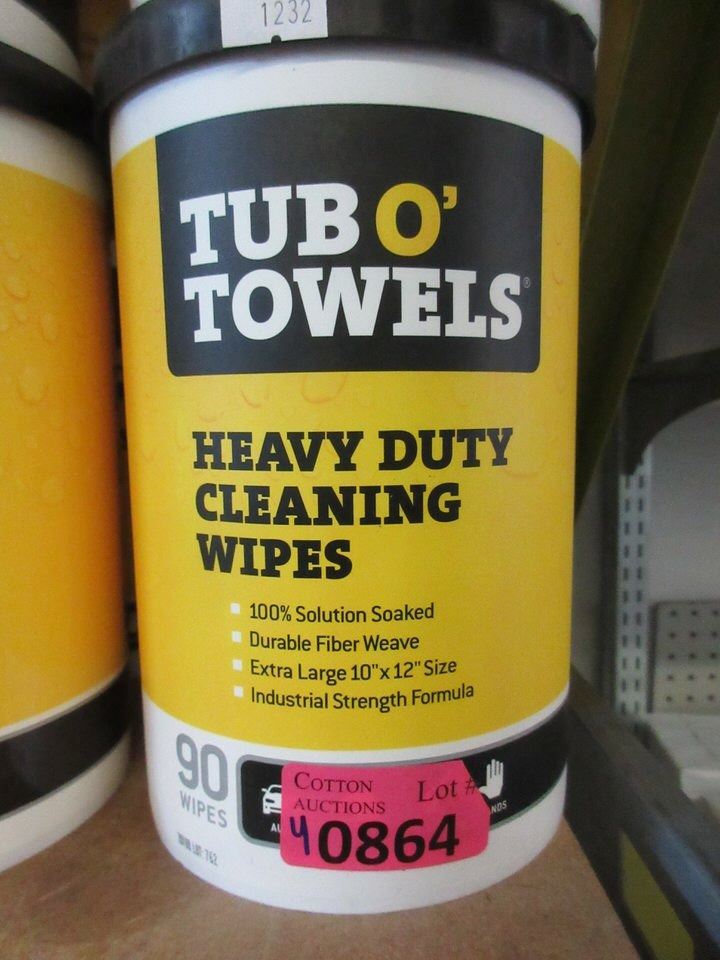 1232
TUB O'
TOWELS®
HEAVY DUTY
CLEANING
WIPES
100% Solution Soaked
Durable Fiber Weave
Extra Large 10" x 12" Size
Industrial Strength Formula
90
WIPES
COTTON
AUCTIONS
Lot #
40864